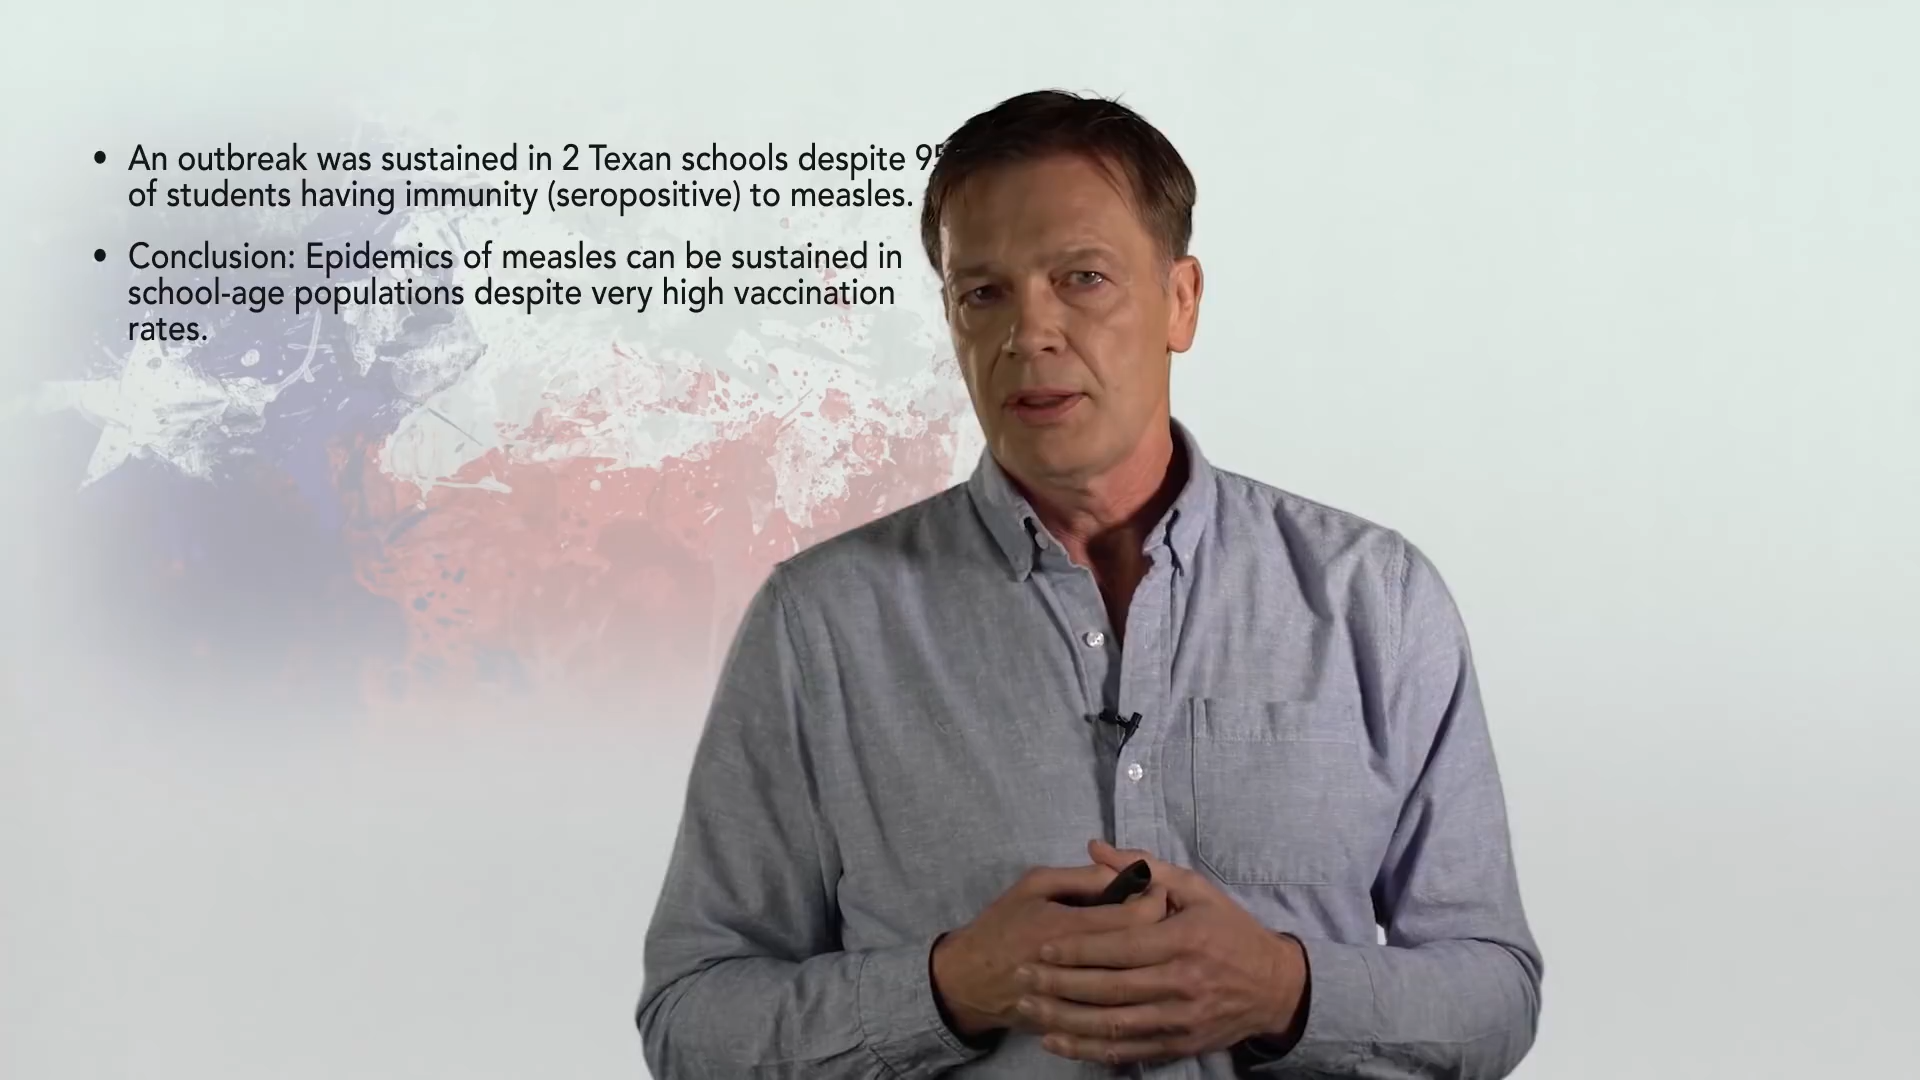 • An outbreak was sustained in 2 Texan schools despite
of students having immunity (seropositive) to measles.
• Conclusion: Epidemics of measles can be sustained in
school-age populations despite very high vaccination
rates.